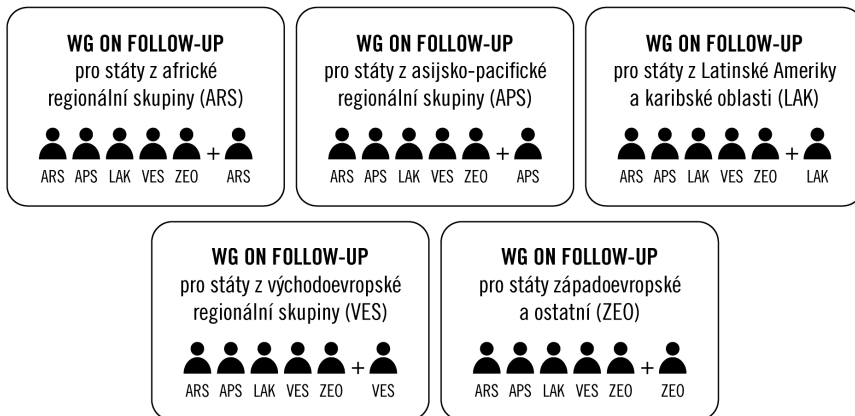 WG ON FOLLOW-UP
pro státy z africké
regionální skupiny (ARS)
ARS APS LAK VES ZEO + ARS
WG ON FOLLOW-UP
pro státy z asijsko-pacifické
regionální skupiny (APS)
ARS APS LAK VES ZEO + APS
WG ON FOLLOW-UP
pro státy z Latinské Ameriky
a karibské oblasti (LAK)
ARS APS LAK VES ZEO + LAK
WG ON FOLLOW-UP
pro státy z východoevropské
regionální skupiny (VES)
ARS APS LAK VES ZEO + VES
WG ON FOLLOW-UP
pro státy západoevropské
a ostatní (ZEO)
ARS APS LAK VES ZEO + ZEO